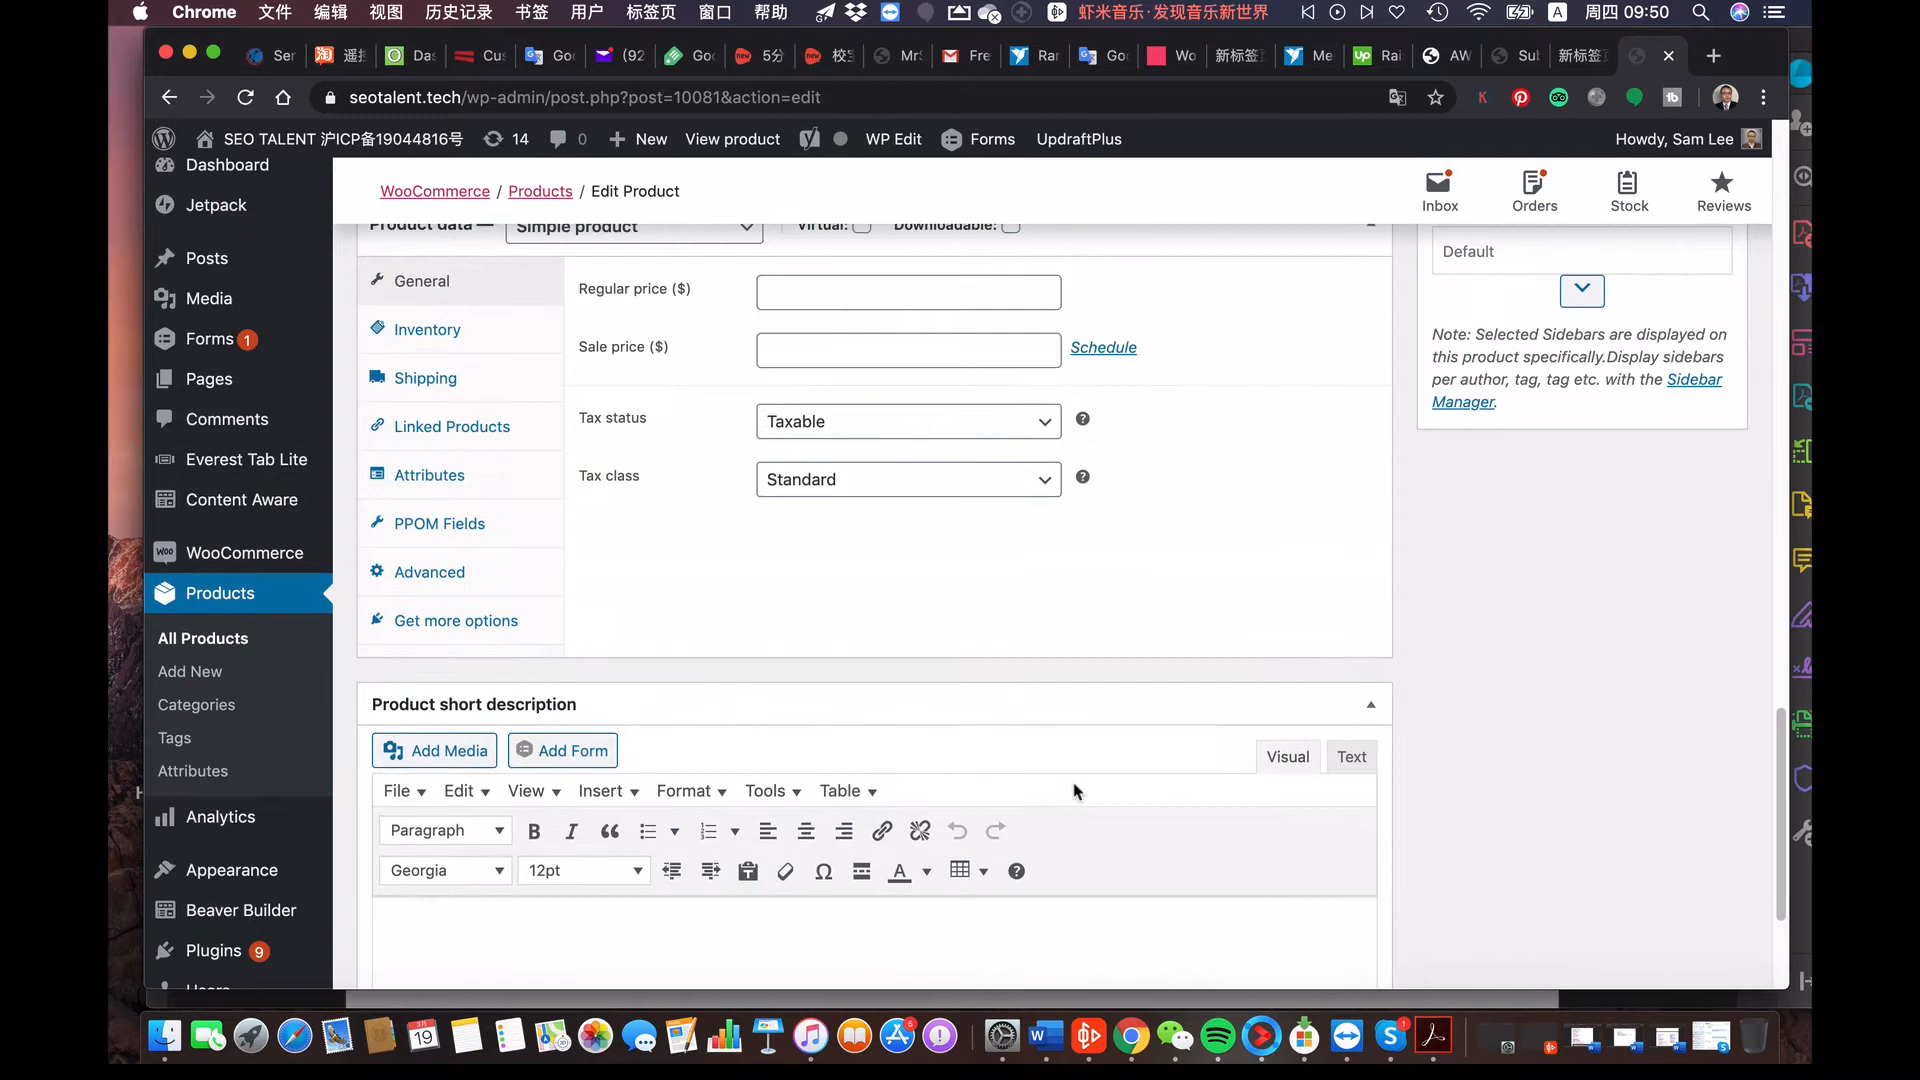 Chrome 文件 编辑 视图 历史记录 书签 用户 标签页 窗口 帮助 虾米音乐·发现音乐新世界 A 周四 09:50
Ser 遥 Da Cus Goo (92 Goo new 5分 new 校 MrS Fre Rar Goo Wo 新标签 Me up Rai AW Sub 新标签
seotalent.tech/wp-admin/post.php?post=10081&action=edit
SEO TALENT 沪ICP备19044816号 14 0 New View product WP Edit Forms UpdraftPlus Howdy, Sam Lee
Dashboard
Jetpack
Posts
Media
Forms 1
Pages
Comments
Everest Tab Lite
Content Aware
WooCommerce
Products
All Products
Add New
Categories
Tags
Attributes
Analytics
Appearance
Beaver Builder
Plugins 9
Users
WooCommerce / Products / Edit Product
Inbox
Orders
Stock
Reviews
Product data — Simple product Virtual: Downloadable:
General
Inventory
Shipping
Linked Products
Attributes
PPOM Fields
Advanced
Get more options
Regular price ($)
Sale price ($) Schedule
Tax status Taxable
Tax class Standard
Default
Note: Selected Sidebars are displayed on
this product specifically.Display sidebars
per author, tag, tag etc. with the Sidebar
Manager.
Product short description
Add Media Add Form Visual Text
File Edit View Insert Format Tools Table
Paragraph
Georgia 12pt